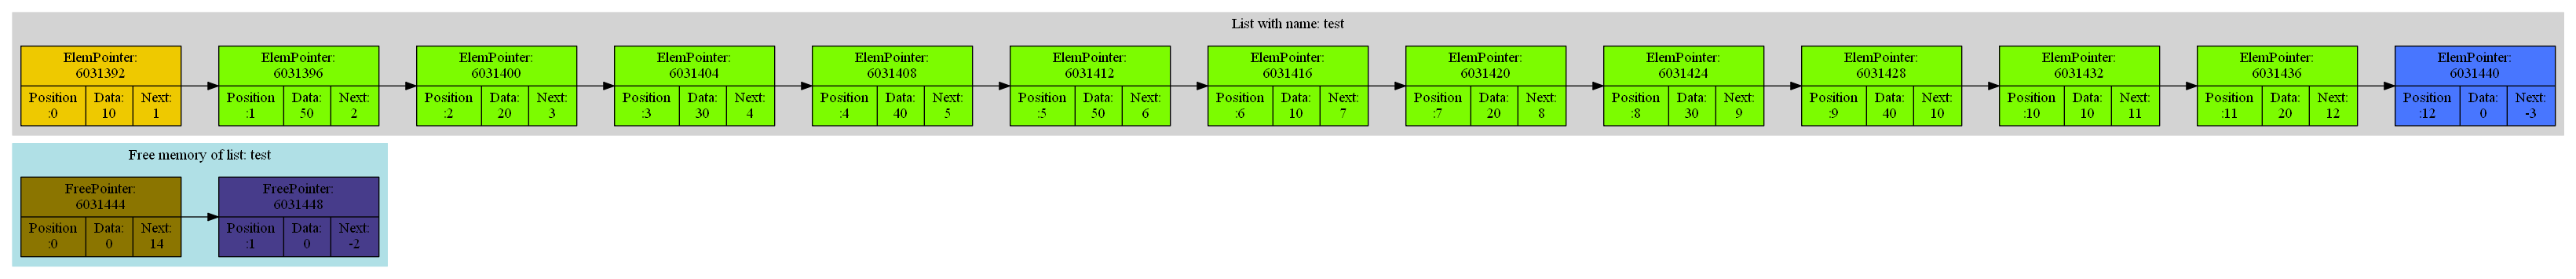 List with name: test
ElemPointer:
6031392
Position
:0
Data:
10
Next:
1
ElemPointer:
6031396
Position
:1
Data:
50
Next:
2
ElemPointer:
6031400
Position
:2
Data:
20
Next:
3
ElemPointer:
6031404
Position
:3
Data:
30
Next:
4
ElemPointer:
6031408
Position
:4
Data:
40
Next:
5
ElemPointer:
6031412
Position
:5
Data:
50
Next:
6
ElemPointer:
6031416
Position
:6
Data:
10
Next:
7
ElemPointer:
6031420
Position
:7
Data:
20
Next:
8
ElemPointer:
6031424
Position
:8
Data:
30
Next:
9
ElemPointer:
6031428
Position
:9
Data:
40
Next:
10
ElemPointer:
6031432
Position
:10
Data:
10
Next:
11
ElemPointer:
6031436
Position
:11
Data:
20
Next:
12
ElemPointer:
6031440
Position
:12
Data:
0
Next:
-3
Free memory of list: test
FreePointer:
6031444
Position
:0
Data:
0
Next:
14
FreePointer:
6031448
Position
:1
Data:
0
Next:
-2